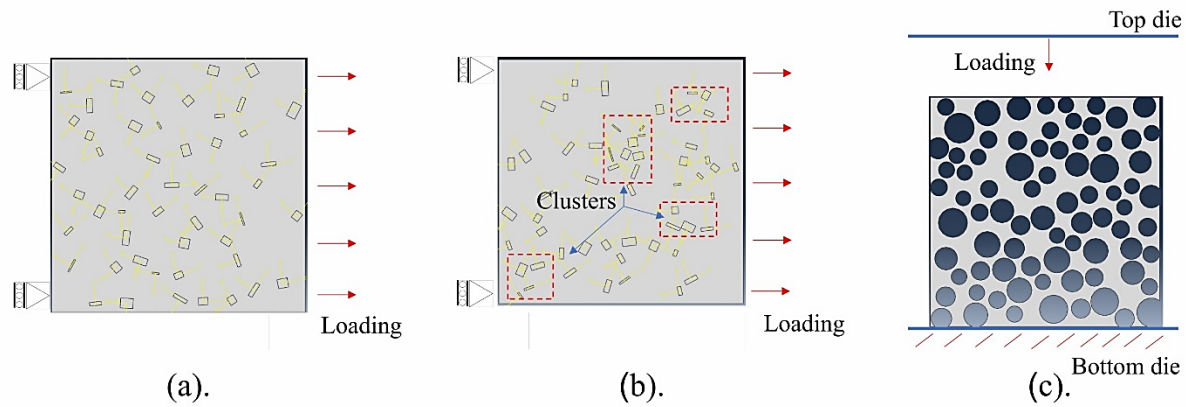 Top die
Loading
Clusters
Loading
Loading
Bottom die
(a).
(b).
(c).